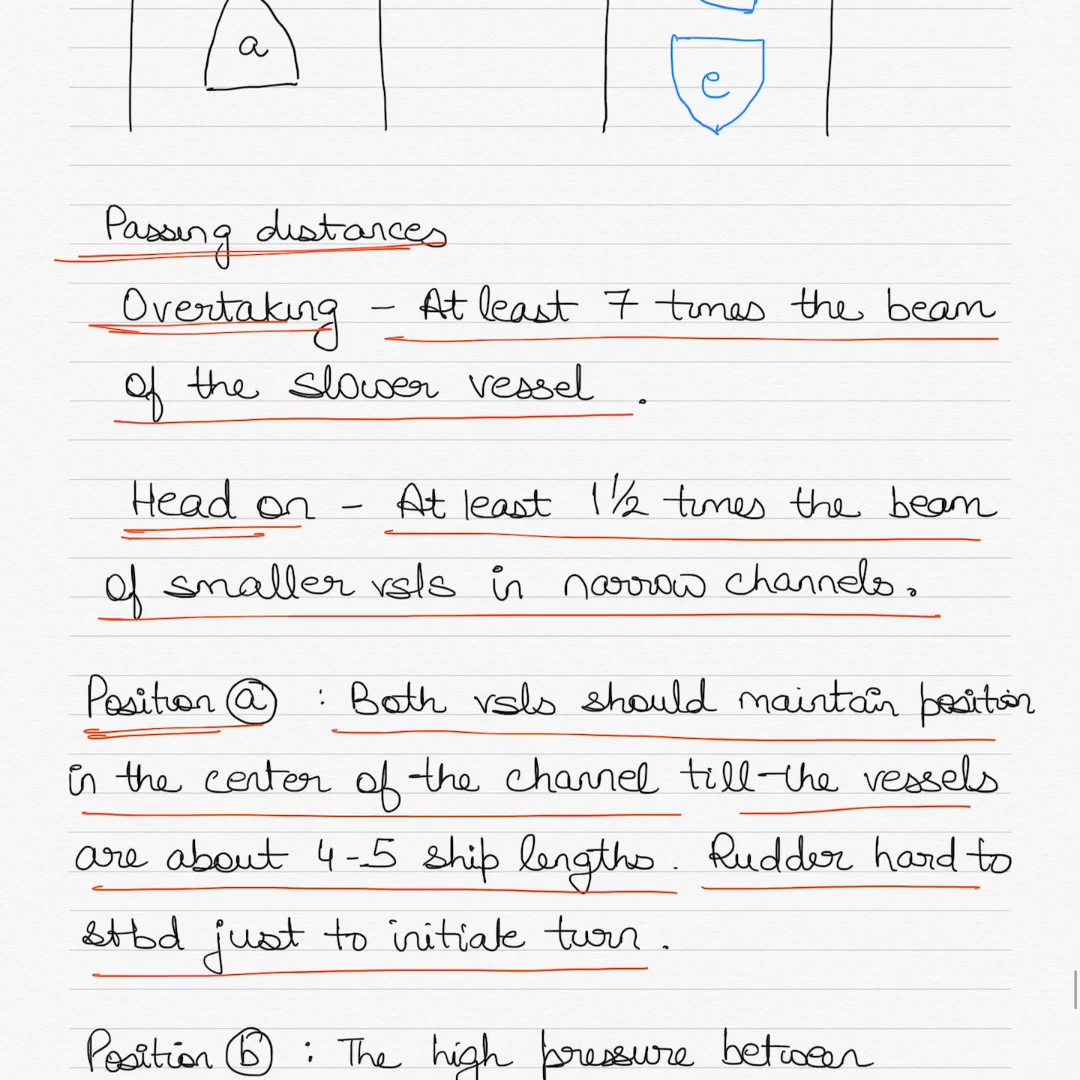 a
e
Passing distances
Overtaking - At least 7 times the beam
of the slower vessel .
Head on - At least 1½ times the beam
of smaller vsls in narrow channels.
Position ⓐ : Both vsls should maintain position
in the center of the channel till the vessels
are about 4-5 ship lengths. Rudder hard to
stbd just to initiate turn .
Position ⓑ : The high pressure between